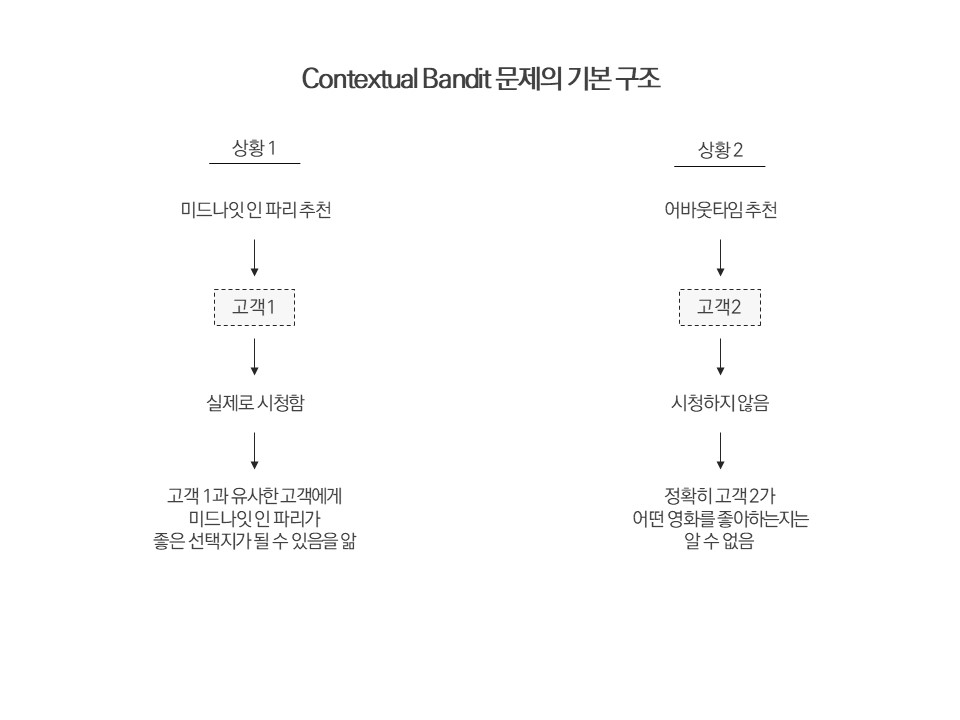 Contextual Bandit 문제의 기본 구조
상황 1
미드나잇 인 파리 추천
고객1
실제로 시청함
고객 1과 유사한 고객에게
미드나잇 인 파리가
좋은 선택지가 될 수 있음을 앎
상황 2
어바웃타임 추천
고객2
시청하지 않음
정확히 고객 2가
어떤 영화를 좋아하는지는
알 수 없음